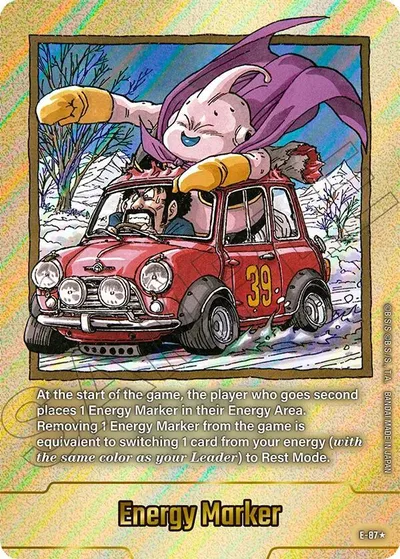 39
At the start of the game, the player who goes second
places 1 Energy Marker in their Energy Area.
Removing 1 Energy Marker from the game is
equivalent to switching 1 card from your energy (with
the same color as your Leader) to Rest Mode.
©B.S./S. ©B.S./S., T.A. BANDAI MADE IN JAPAN
Energy Marker
E-87★